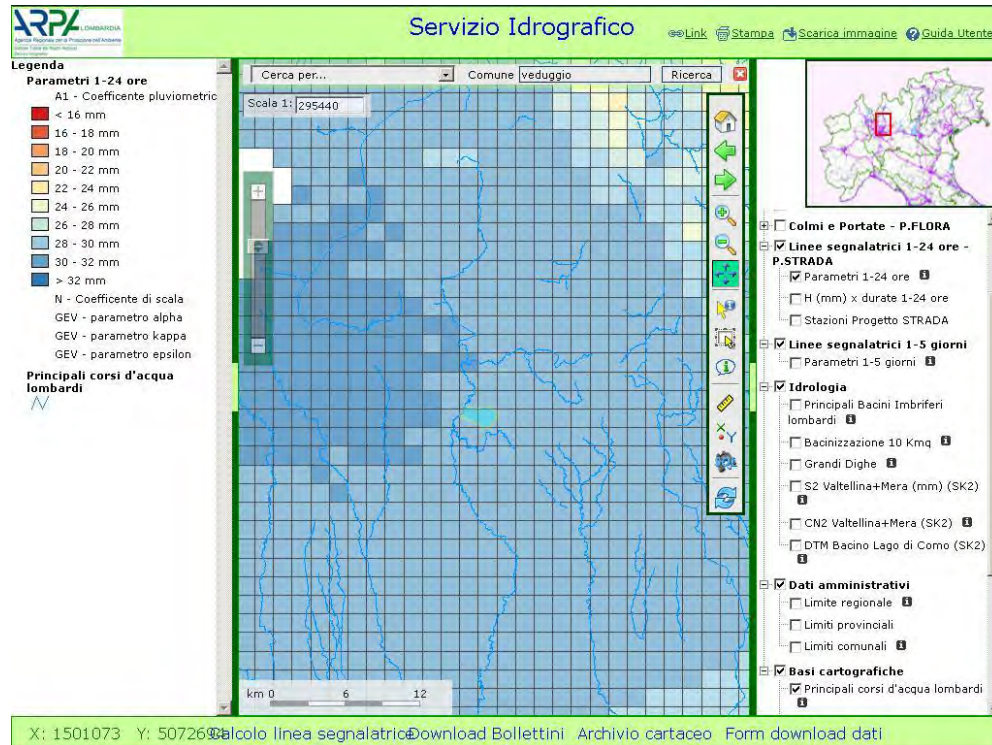 ARPA LOMBARDIA
Agenzia Regionale per la Protezione dell'Ambiente
Servizio Idrografico
Link Stampa Scarica immagine Guida Utente
Legenda
Parametri 1-24 ore
A1 - Coefficente pluviometric
< 16 mm
16 - 18 mm
18 - 20 mm
20 - 22 mm
22 - 24 mm
24 - 26 mm
26 - 28 mm
28 - 30 mm
30 - 32 mm
> 32 mm
N - Coefficente di scala
GEV - parametro alpha
GEV - parametro kappa
GEV - parametro epsilon
Principali corsi d'acqua
lombardi
Cerca per... Comune veduggio Ricerca
Scala 1: 295440
km 0 6 12
Colmi e Portate - P.FLORA
Linee segnalatrici 1-24 ore -
P.STRADA
Parametri 1-24 ore
H (mm) x durate 1-24 ore
Stazioni Progetto STRADA
Linee segnalatrici 1-5 giorni
Parametri 1-5 giorni
Idrologia
Principali Bacini Imbriferi
lombardi
Bacinizzazione 10 Kmq
Grandi Dighe
S2 Valtellina+Mera (mm) (SK2)
CN2 Valtellina+Mera (SK2)
DTM Bacino Lago di Como (SK2)
Dati amministrativi
Limite regionale
Limiti provinciali
Limiti comunali
Basi cartografiche
Principali corsi d'acqua lombardi
X: 1501073 Y: 5072694 Calcolo linea segnalatrice Download Bollettini Archivio cartaceo Form download dati